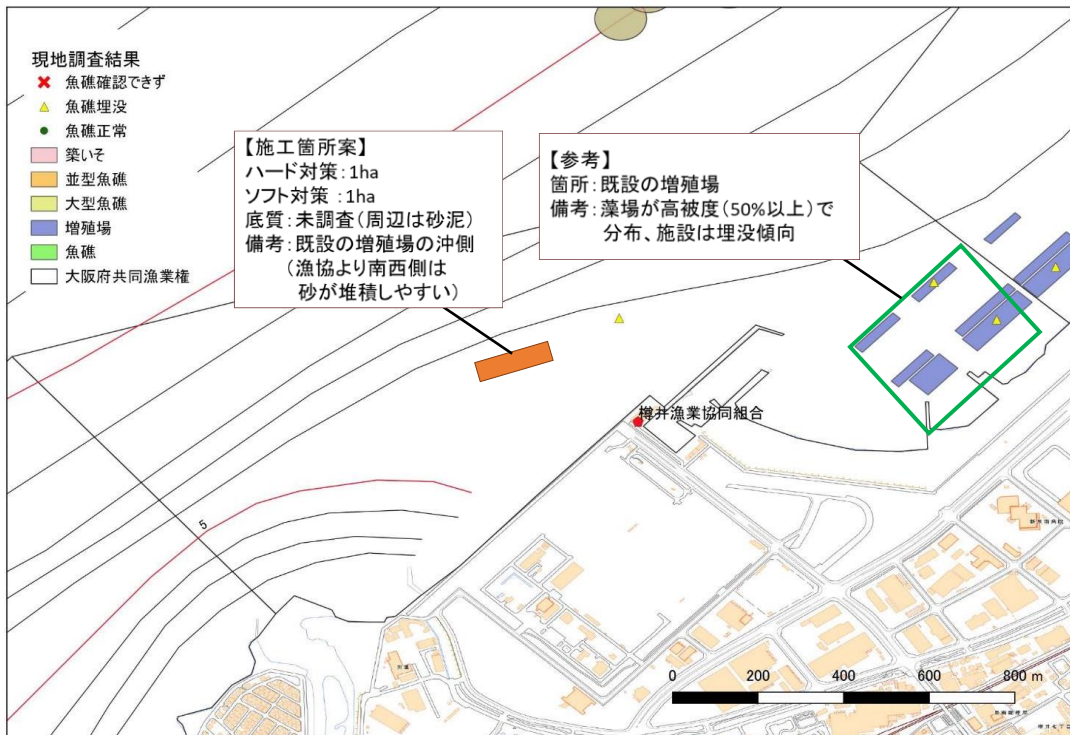 現地調査結果
魚礁確認できず
魚礁埋没
魚礁正常
築いそ
並型魚礁
大型魚礁
増殖場
魚礁
大阪府共同漁業権
【施工箇所案】
ハード対策：1ha
ソフト対策：1ha
底質：未調査（周辺は砂泥）
備考：既設の増殖場の沖側
（漁協より南西側は
砂が堆積しやすい）
【参考】
箇所：既設の増殖場
備考：藻場が高被度（50%以上）で
分布、施設は埋没傾向
樽井漁業協同組合
5
0 200 400 600 800 m